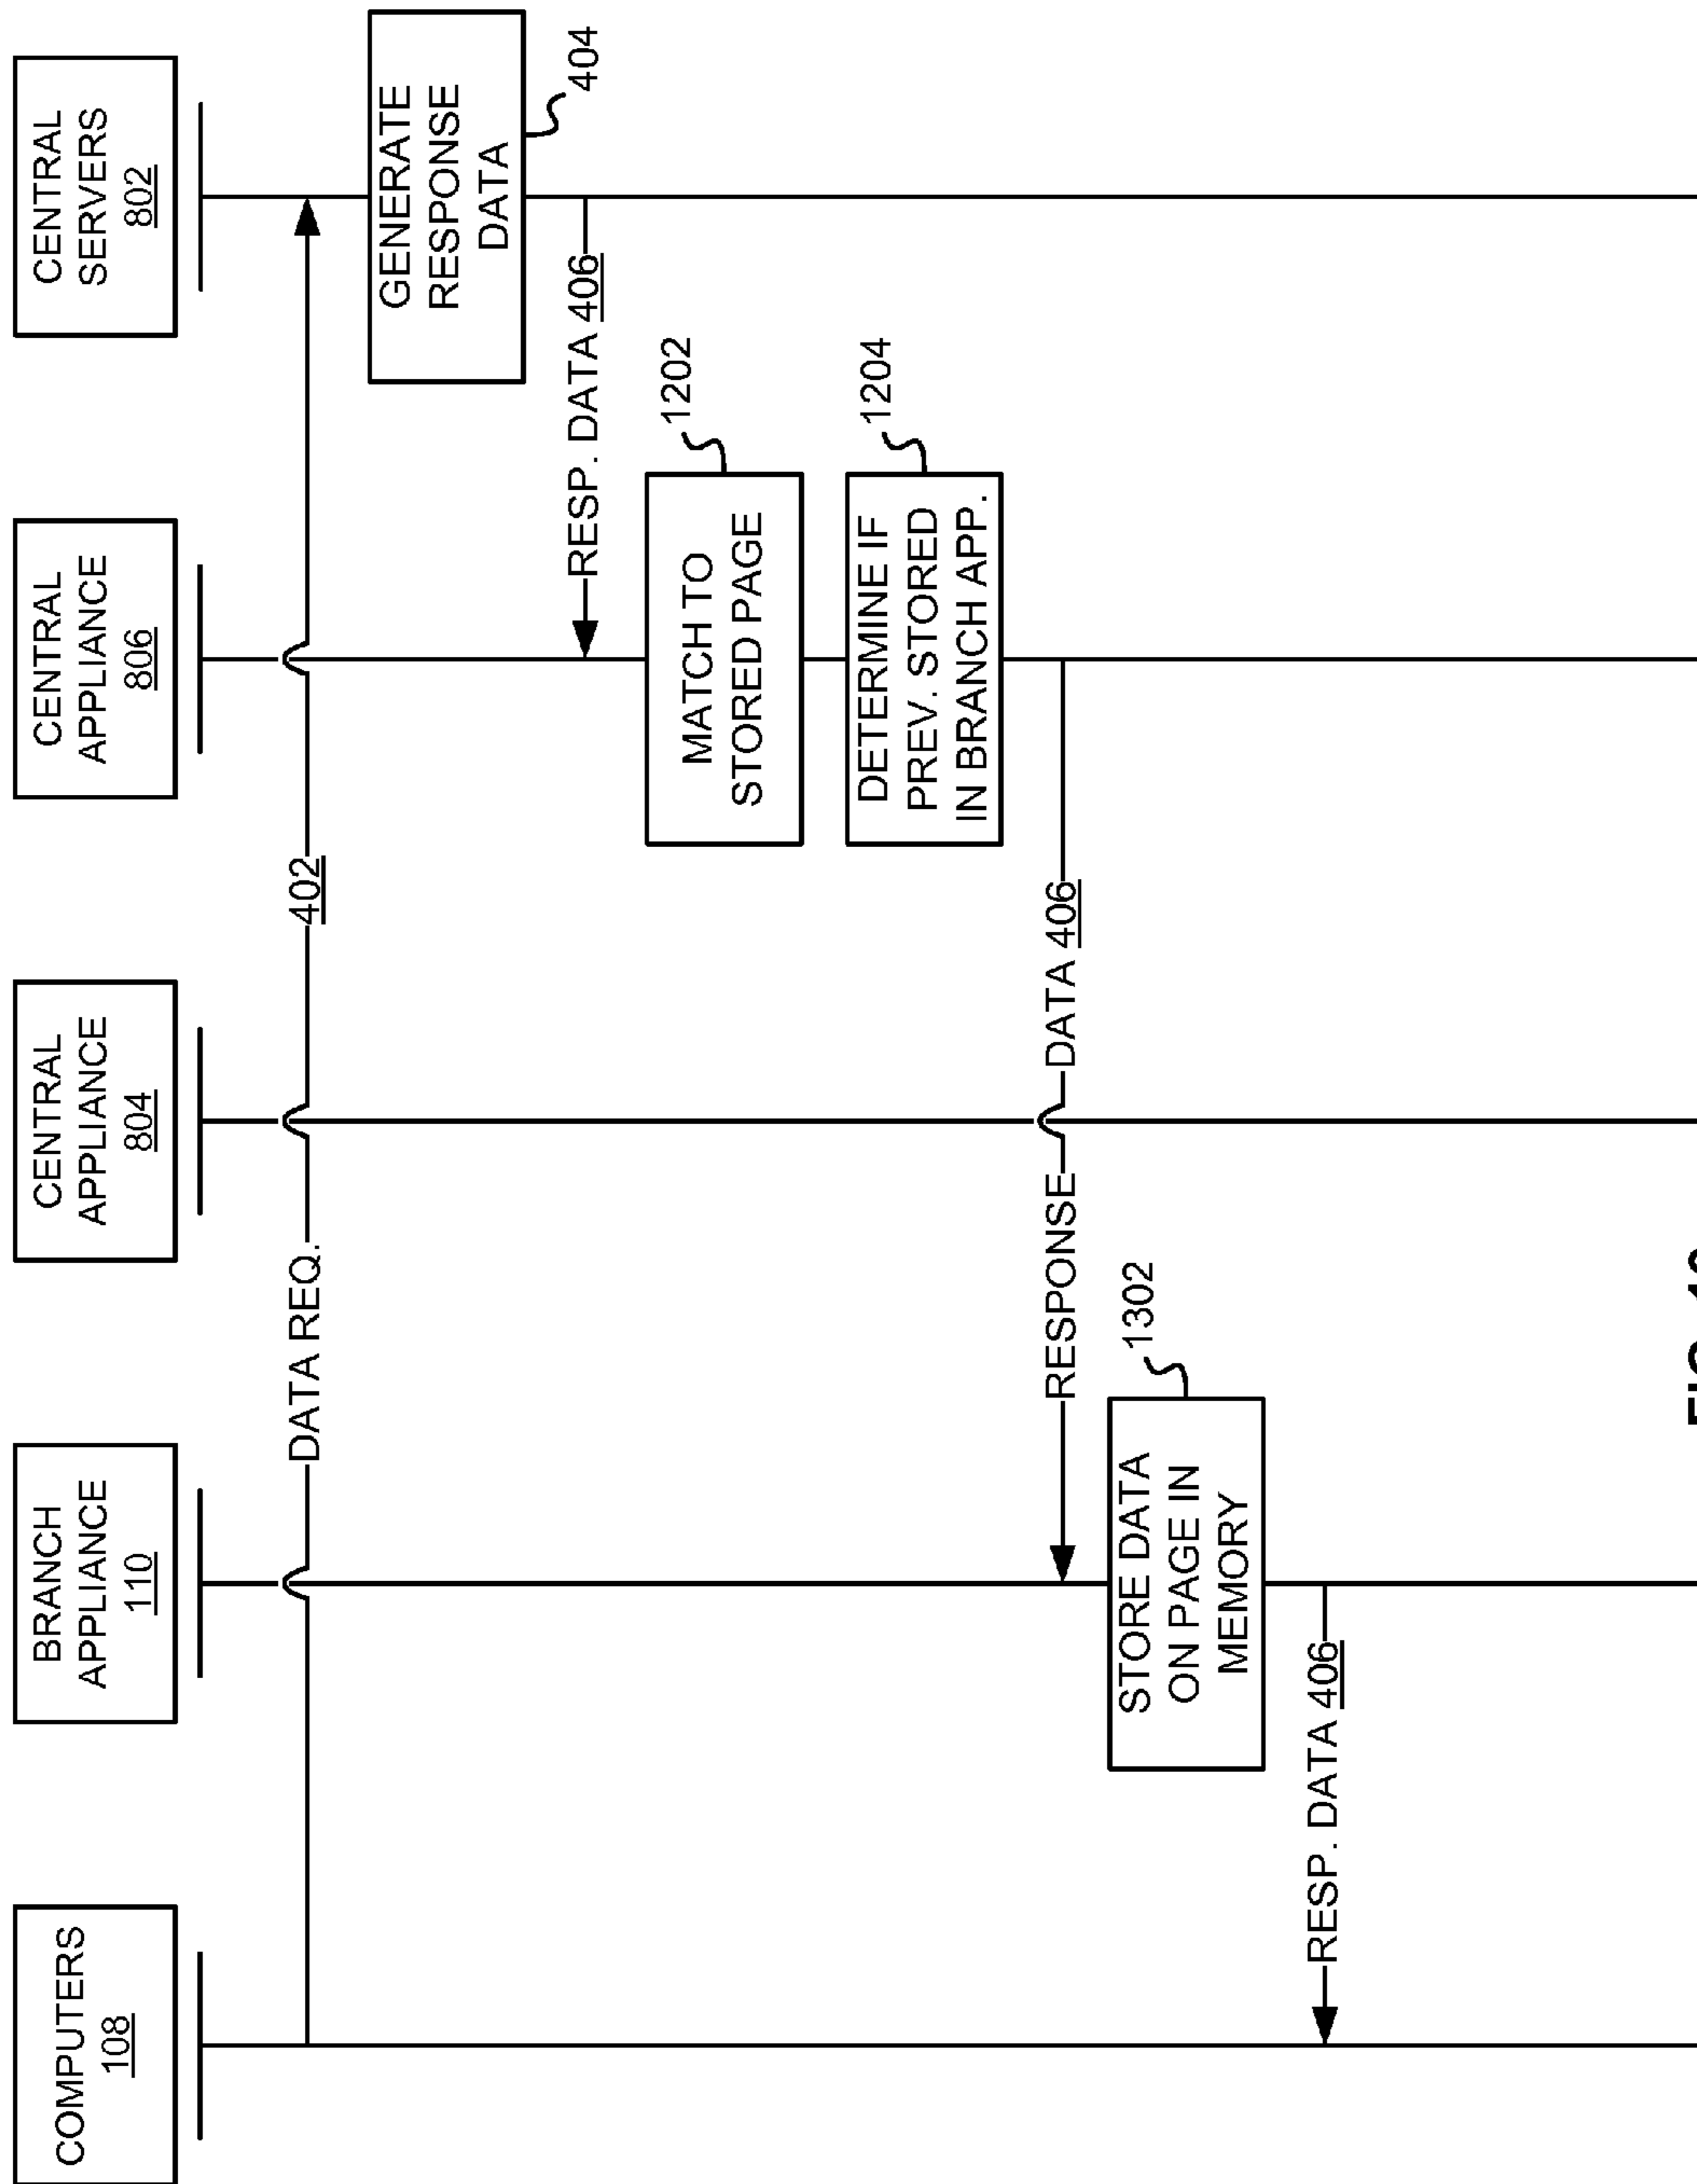 COMPUTERS
108
BRANCH
APPLIANCE
110
CENTRAL
APPLIANCE
804
CENTRAL
APPLIANCE
806
CENTRAL
SERVERS
802
DATA REQ.
402
GENERATE
RESPONSE
DATA
404
RESP. DATA 406
MATCH TO
STORED PAGE
1202
DETERMINE IF
PREV. STORED
IN BRANCH APP.
1204
RESPONSE
DATA 406
STORE DATA
ON PAGE IN
MEMORY
1302
RESP. DATA 406